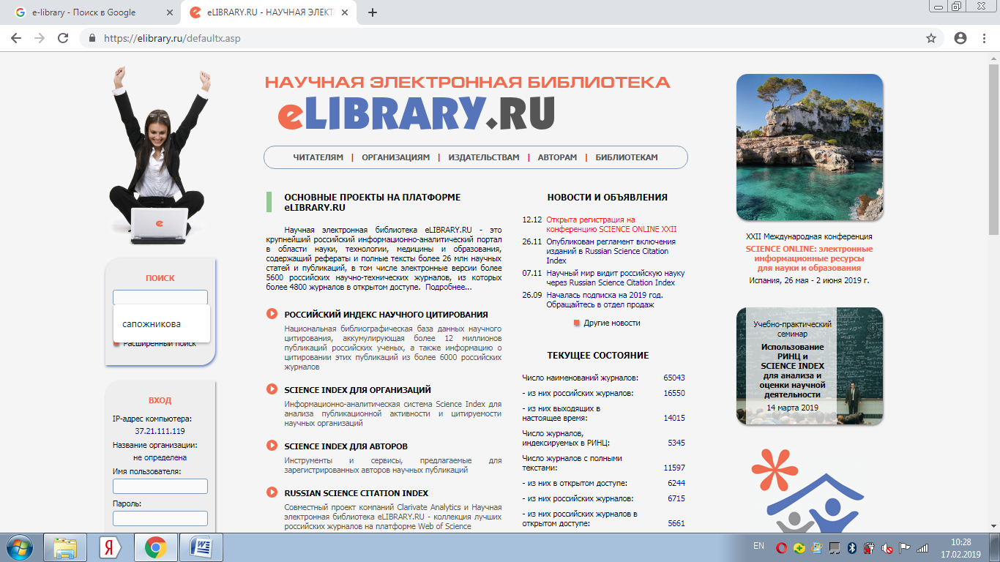 e-library - Поиск в Google
eLIBRARY.RU - НАУЧНАЯ ЭЛЕКТ
https://elibrary.ru/defaultx.asp
НАУЧНАЯ ЭЛЕКТРОННАЯ БИБЛИОТЕКА
eLIBRARY.RU
ЧИТАТЕЛЯМ | ОРГАНИЗАЦИЯМ | ИЗДАТЕЛЬСТВАМ | АВТОРАМ | БИБЛИОТЕКАМ
ПОИСК
сапожникова
Расширенный поиск
ВХОД
IP-адрес компьютера:
37.21.111.119
Название организации:
не определена
Имя пользователя:
Пароль:
ОСНОВНЫЕ ПРОЕКТЫ НА ПЛАТФОРМЕ
eLIBRARY.RU
Научная электронная библиотека eLIBRARY.RU - это
крупнейший российский информационно-аналитический портал
в области науки, технологии, медицины и образования,
содержащий рефераты и полные тексты более 26 млн научных
статей и публикаций, в том числе электронные версии более
5600 российских научно-технических журналов, из которых
более 4800 журналов в открытом доступе. Подробнее...
РОССИЙСКИЙ ИНДЕКС НАУЧНОГО ЦИТИРОВАНИЯ
Национальная библиографическая база данных научного
цитирования, аккумулирующая более 12 миллионов
публикаций российских ученых, а также информацию о
цитировании этих публикаций из более 6000 российских
журналов
SCIENCE INDEX ДЛЯ ОРГАНИЗАЦИЙ
Информационно-аналитическая система Science Index для
анализа публикационной активности и цитируемости
научных организаций
SCIENCE INDEX ДЛЯ АВТОРОВ
Инструменты и сервисы, предлагаемые для
зарегистрированных авторов научных публикаций
RUSSIAN SCIENCE CITATION INDEX
Совместный проект компаний Clarivate Analytics и Научная
электронная библиотека eLIBRARY.RU - коллекция лучших
российских журналов на платформе Web of Science
НОВОСТИ И ОБЪЯВЛЕНИЯ
12.12 Открыта регистрация на
конференцию SCIENCE ONLINE XXII
26.11 Опубликован регламент включения
изданий в Russian Science Citation
Index
07.11 Научный мир видит российскую науку
через Russian Science Citation Index
26.09 Началась подписка на 2019 год.
Обращайтесь в отдел продаж
Другие новости
ТЕКУЩЕЕ СОСТОЯНИЕ
Число наименований журналов: 65043
- из них российских журналов: 16550
- из них выходящих в
настоящее время: 14015
Число журналов,
индексируемых в РИНЦ: 5345
Число журналов с полными
текстами: 11597
- из них в открытом доступе: 6244
- из них российских журналов: 6715
- из них российских журналов в
открытом доступе: 5661
XXII Международная конференция
SCIENCE ONLINE: электронные
информационные ресурсы
для науки и образования
Испания, 26 мая - 2 июня 2019 г.
Учебно-практический
семинар
Использование
РИНЦ и
SCIENCE INDEX
для анализа и
оценки научной
деятельности
14 марта 2019
EN
10:28
17.02.2019